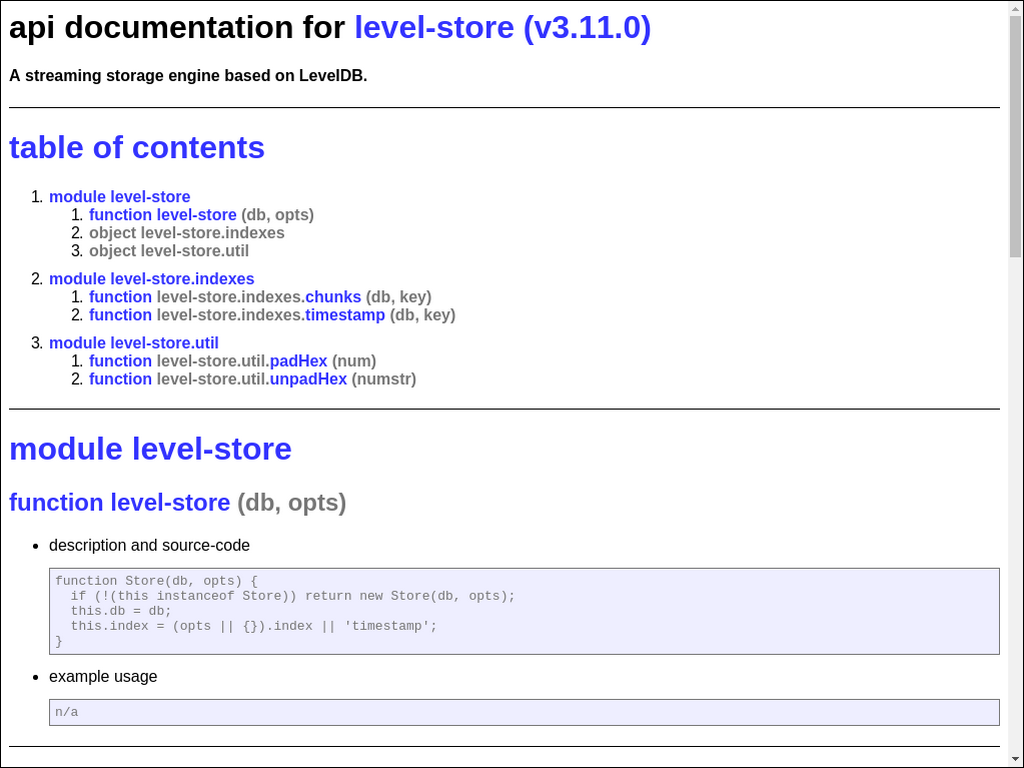 api documentation for level-store (v3.11.0)
A streaming storage engine based on LevelDB.
table of contents
1. module level-store
1. function level-store (db, opts)
2. object level-store.indexes
3. object level-store.util
2. module level-store.indexes
1. function level-store.indexes.chunks (db, key)
2. function level-store.indexes.timestamp (db, key)
3. module level-store.util
1. function level-store.util.padHex (num)
2. function level-store.util.unpadHex (numstr)
module level-store
function level-store (db, opts)
• description and source-code
function Store(db, opts) {
  if (!(this instanceof Store)) return new Store(db, opts);
  this.db = db;
  this.index = (opts || {}).index || 'timestamp';
}
• example usage
n/a